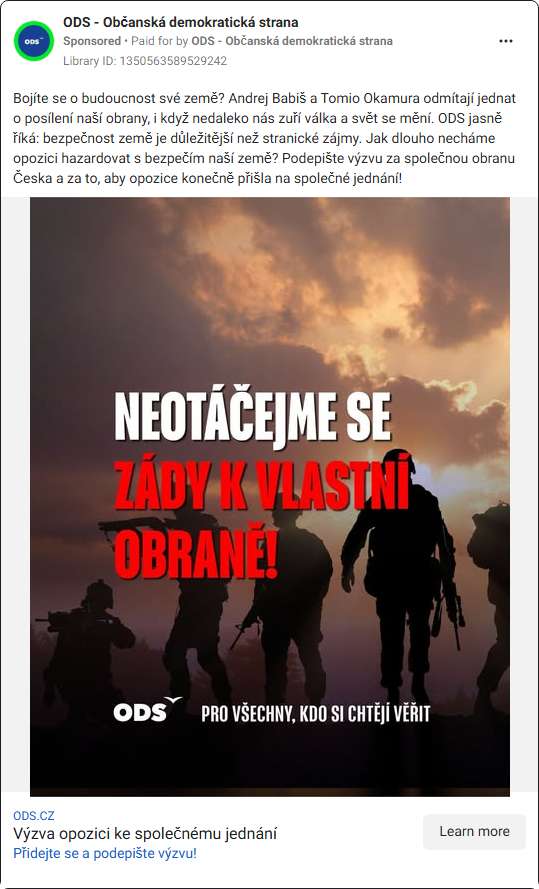 ODS - Občanská demokratická strana
Sponsored • Paid for by ODS - Občanská demokratická strana
Library ID: 1350563589529242
Bojíte se o budoucnost své země? Andrej Babiš a Tomio Okamura odmítají jednat
o posílení naší obrany, i když nedaleko nás zuří válka a svět se mění. ODS jasně
říká: bezpečnost země je důležitější než stranické zájmy. Jak dlouho necháme
opozici hazardovat s bezpečím naší země? Podepište výzvu za společnou obranu
Česka a za to, aby opozice konečně přišla na společné jednání!
NEOTÁČEJME SE
ZÁDY K VLASTNÍ
OBRANĚ!
ODS PRO VŠECHNY, KDO SI CHTĚJÍ VĚŘIT
ODS.CZ
Výzva opozici ke společnému jednání
Přidejte se a podepište výzvu!
Learn more